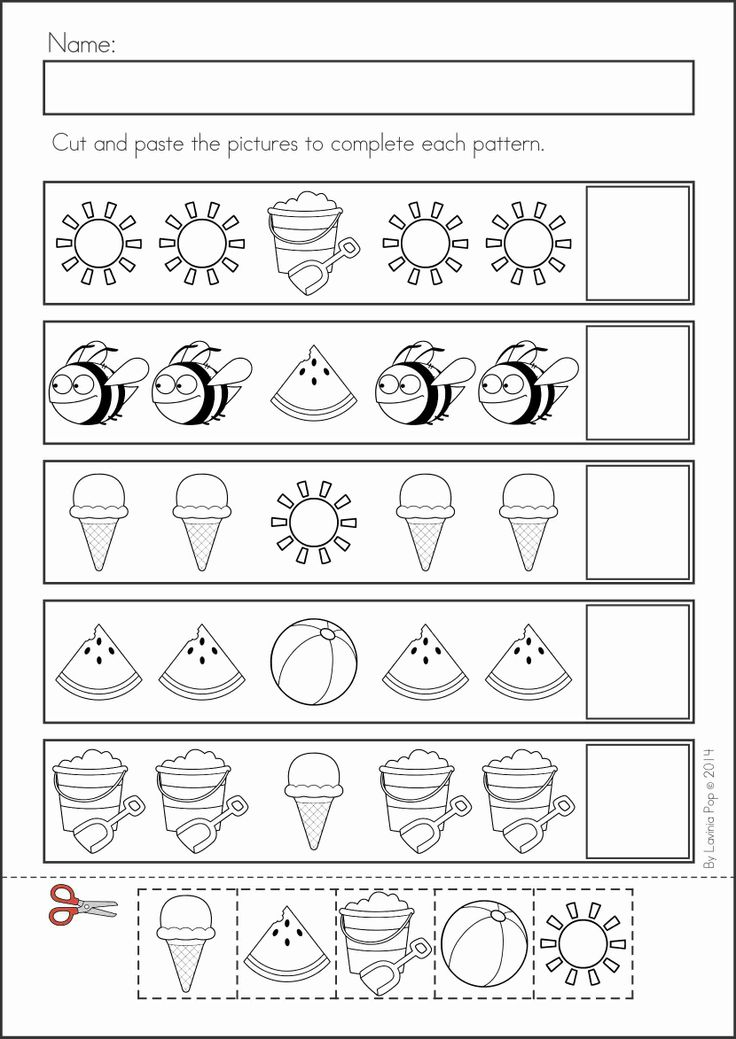 Name:
Cut and paste the pictures to complete each pattern.
By Lavinia Pop © 2014